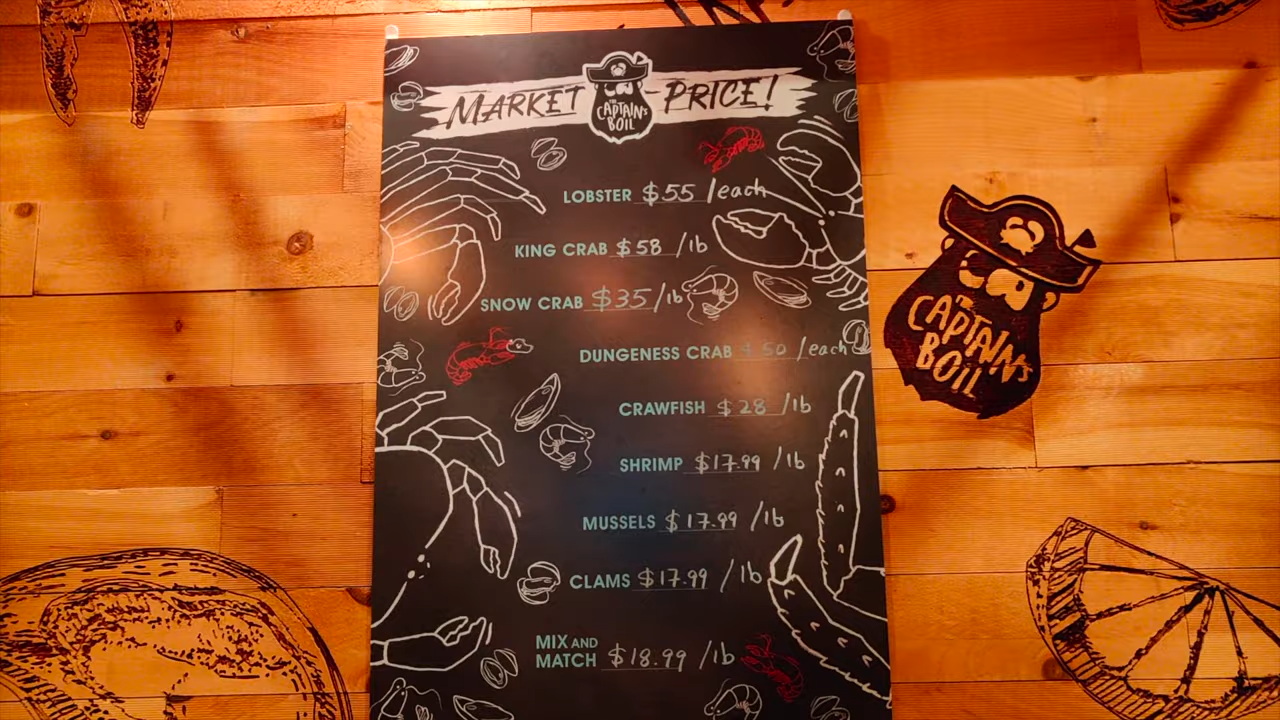 MARKET PRICE!
THE CAPTAIN'S BOIL
LOBSTER $55 /each
KING CRAB $58 /lb
SNOW CRAB $35 /lb
DUNGENESS CRAB $50 /each
CRAWFISH $28 /lb
SHRIMP $17.99 /lb
MUSSELS $17.99 /lb
CLAMS $17.99 /lb
MIX AND
MATCH $18.99 /lb
THE
CAPTAIN'S
BOIL